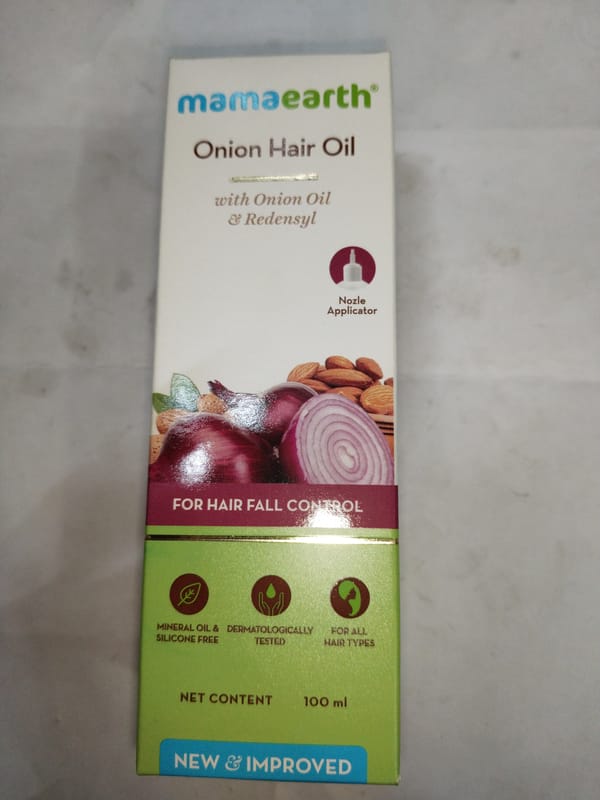 mamaearth®
Onion Hair Oil
with Onion Oil
& Redensyl
Nozle
Applicator
FOR HAIR FALL CONTROL
MINERAL OIL &
SILICONE FREE
DERMATOLOGICALLY
TESTED
FOR ALL
HAIR TYPES
NET CONTENT 100 ml
NEW & IMPROVED